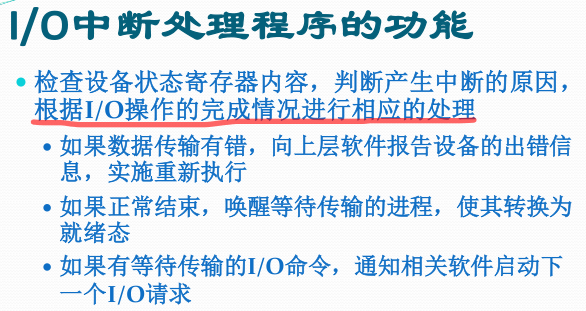 I/O中断处理程序的功能
检查设备状态寄存器内容，判断产生中断的原因，
根据I/O操作的完成情况进行相应的处理
如果数据传输有错，向上层软件报告设备的出错信
息，实施重新执行
如果正常结束，唤醒等待传输的进程，使其转换为
就绪态
如果有等待传输的I/O命令，通知相关软件启动下
一个I/O请求